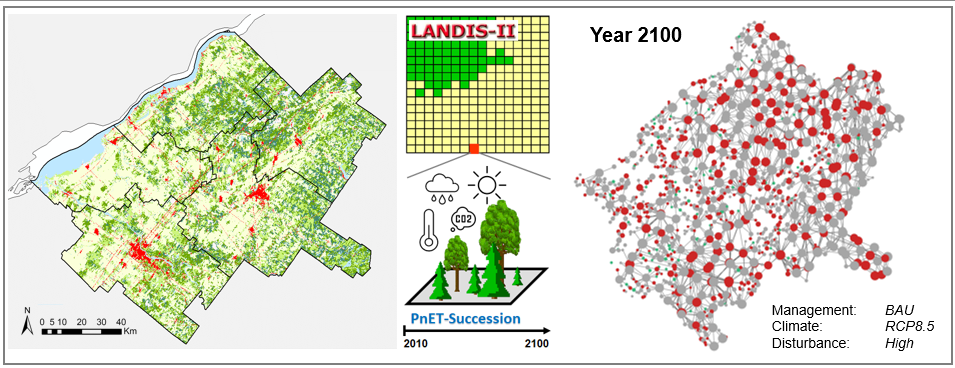 N
0 5 10 20 30 40
Km
LANDIS-II
CO2
PnET-Succession
2010 2100
Year 2100
Management: BAU
Climate: RCP8.5
Disturbance: High